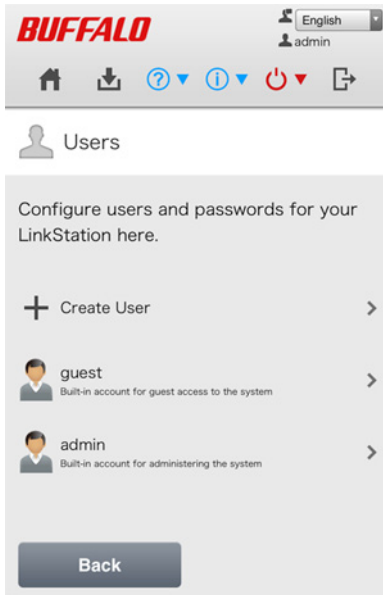 BUFFALO
English
admin
Users
Configure users and passwords for your
LinkStation here.
Create User
guest
Built-in account for guest access to the system
admin
Built-in account for administering the system
Back